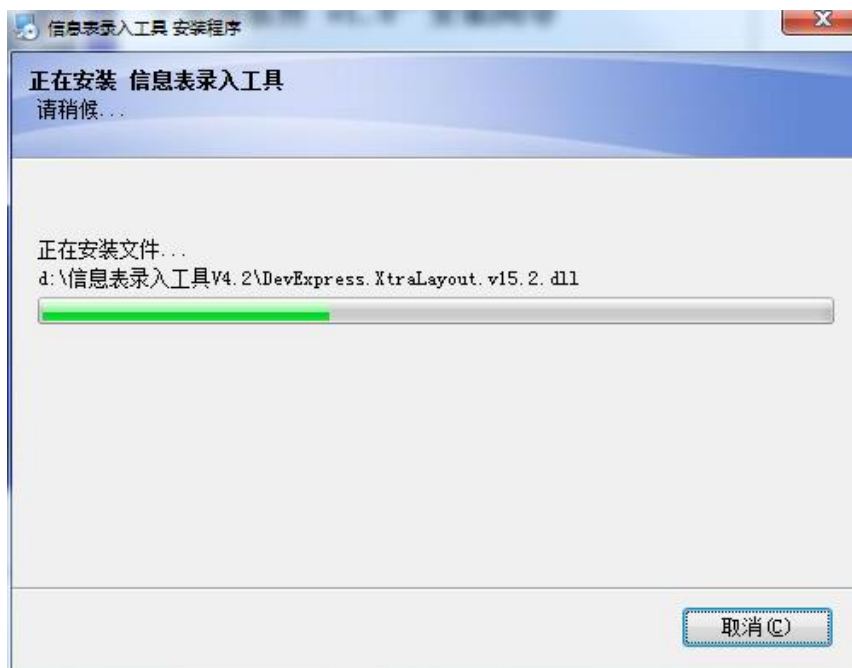 信息表录入工具 安装程序
正在安装 信息表录入工具
请稍候...
正在安装文件...
d:\信息表录入工具V4.2\DevExpress.XtraLayout.v15.2.dll
取消(C)